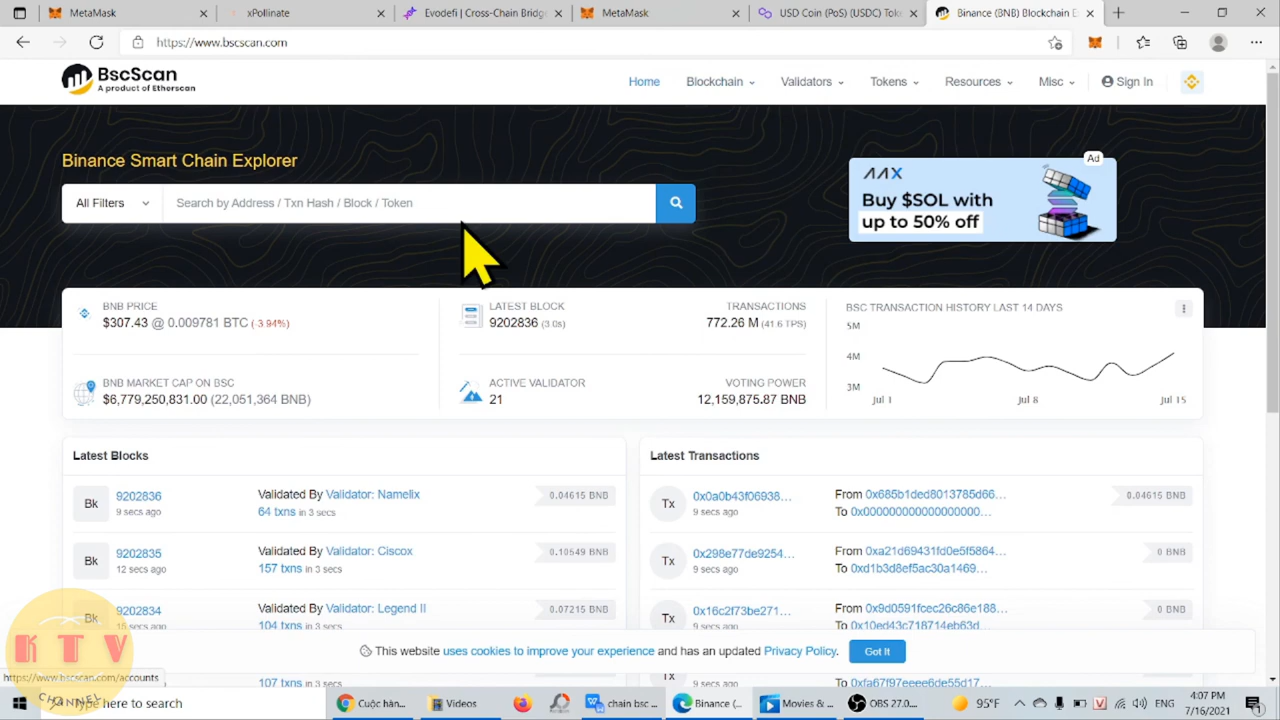 MetaMask
xPollinate
Evodefi | Cross-Chain Bridge
MetaMask
USD Coin (PoS) (USDC) Token
Binance (BNB) Blockchain E
https://www.bscscan.com
BscScan
A product of Etherscan
Home
Blockchain
Validators
Tokens
Resources
Misc
Sign In
Binance Smart Chain Explorer
All Filters
Search by Address / Txn Hash / Block / Token
Ad
AAX
Buy $SOL with
up to 50% off
BNB PRICE
$307.43 @ 0.009781 BTC (-3.94%)
LATEST BLOCK
9202836 (3.0s)
TRANSACTIONS
772.26 M (41.6 TPS)
BSC TRANSACTION HISTORY LAST 14 DAYS
5M
4M
3M
Jul 1
Jul 8
Jul 15
BNB MARKET CAP ON BSC
$6,779,250,831.00 (22,051,364 BNB)
ACTIVE VALIDATOR
21
VOTING POWER
12,159,875.87 BNB
Latest Blocks
Bk
9202836
9 secs ago
Validated By Validator: Namelix
64 txns in 3 secs
0.04615 BNB
Bk
9202835
12 secs ago
Validated By Validator: Ciscox
157 txns in 3 secs
0.10549 BNB
Bk
9202834
Validated By Validator: Legend II
104 txns in 3 secs
0.07215 BNB
107 txns in 3 secs
Latest Transactions
Tx
0x0a0b43f06938...
9 secs ago
From 0x685b1ded8013785d66...
To 0x000000000000000000...
0.04615 BNB
Tx
0x298e77de9254...
9 secs ago
From 0xa21d69431fd0e5f5864...
To 0xd1b3d8ef5ac30a1469...
0 BNB
Tx
0x16c2f73be271...
9 secs ago
From 0x9d0591fcec26c86e188...
To 0x10ed43c718714eb63d...
0 BNB
Tx
9 secs ago
To 0xfa67f97eeee6de55d17...
This website uses cookies to improve your experience and has an updated Privacy Policy.
Got It
KTV
CHANNEL
https://www.bscscan.com/accounts
Type here to search
Cuộc hàn...
Videos
chain bsc ...
Binance (...
Movies & ...
OBS 27.0....
95°F
4:07 PM
7/16/2021